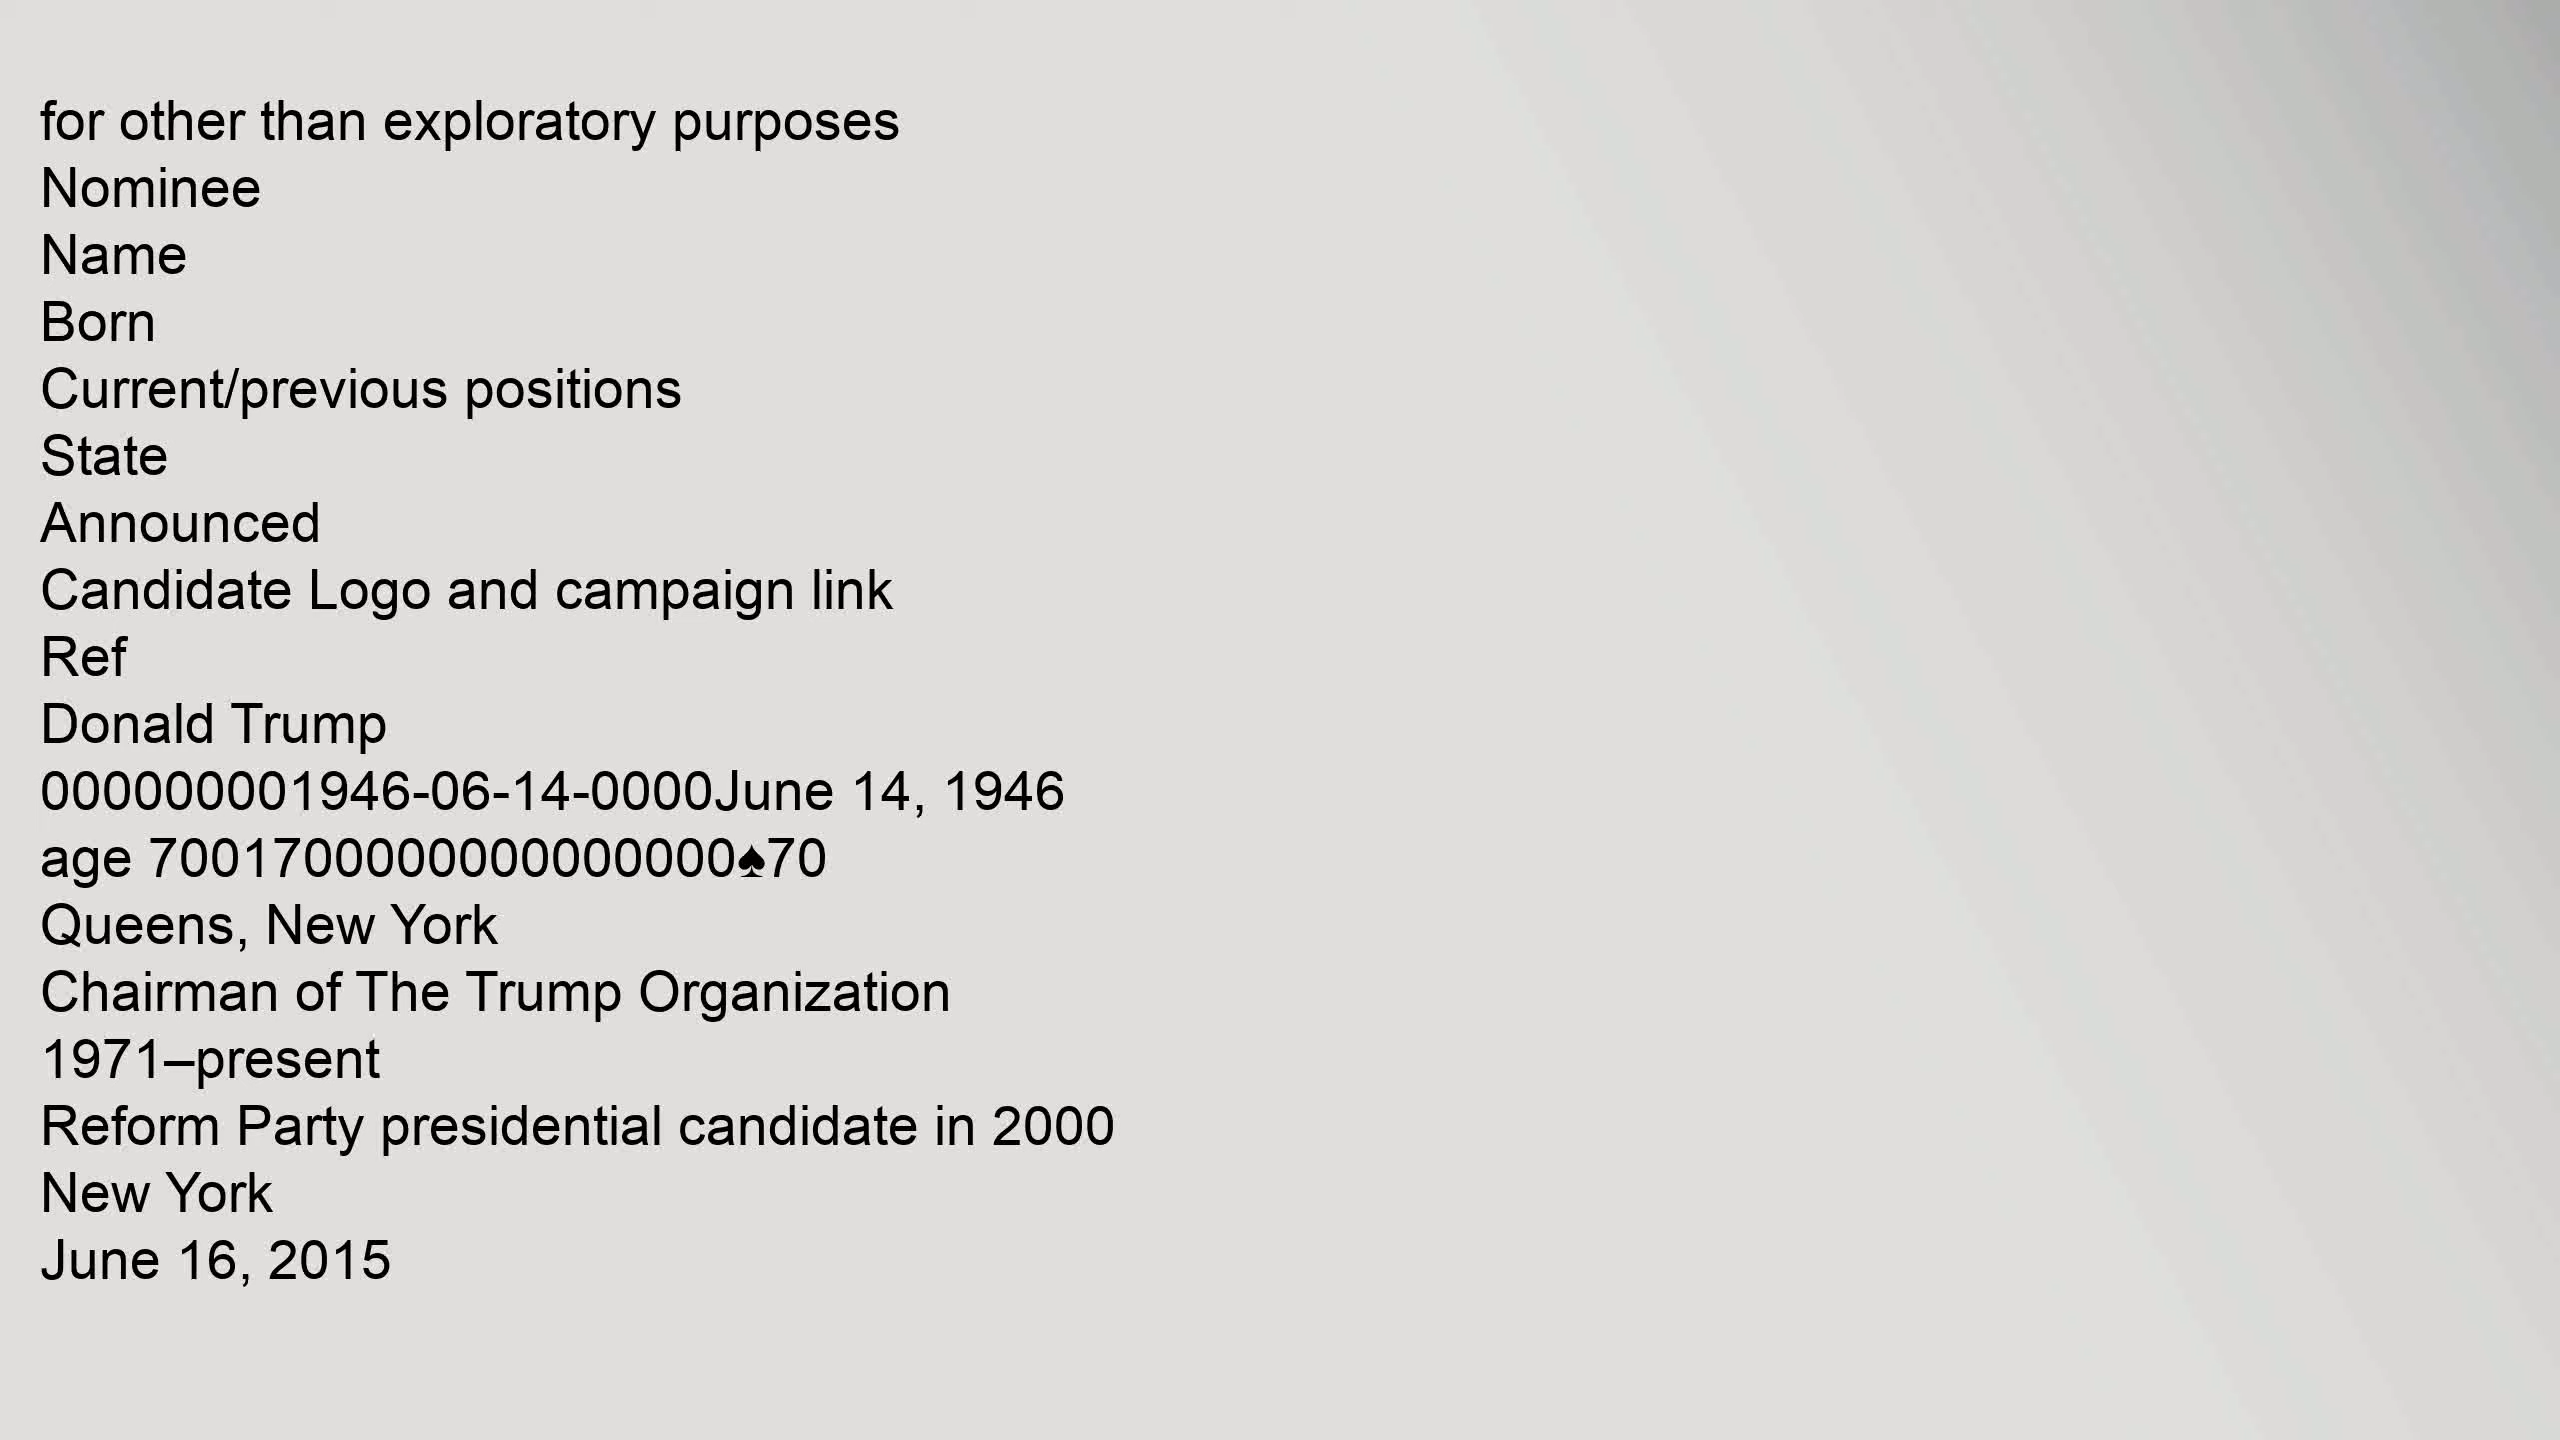 for other than exploratory purposes
Nominee
Name
Born
Current/previous positions
State
Announced
Candidate Logo and campaign link
Ref
Donald Trump
000000001946-06-14-0000June 14, 1946
age 7001700000000000000♠70
Queens, New York
Chairman of The Trump Organization
1971–present
Reform Party presidential candidate in 2000
New York
June 16, 2015